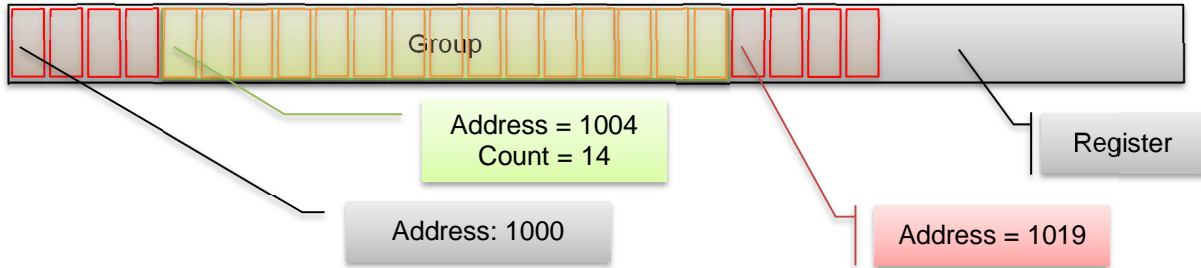 Group
Address = 1004
Count = 14
Register
Address: 1000
Address = 1019